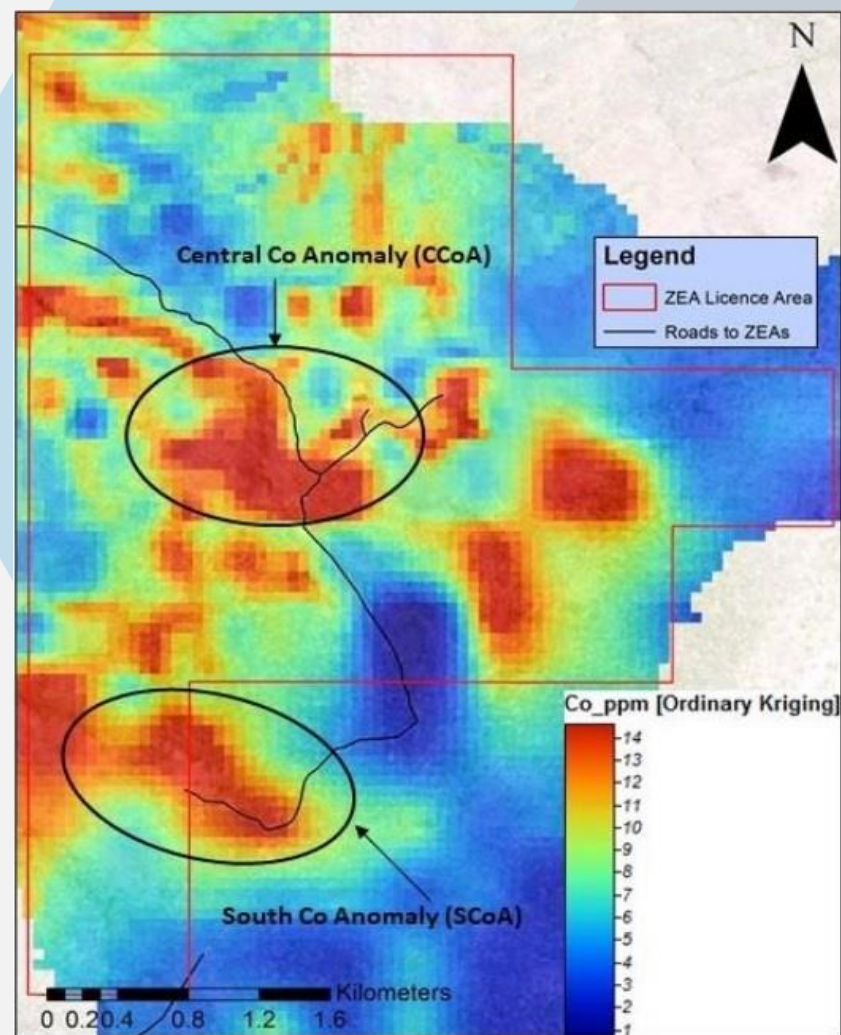 N
Central Co Anomaly (CCoA)
Legend
ZEA Licence Area
Roads to ZEAs
Co_ppm [Ordinary Kriging]
14
13
12
11
10
9
8
7
6
5
4
3
2
1
South Co Anomaly (SCoA)
Kilometers
0 0.20.4 0.8 1.2 1.6